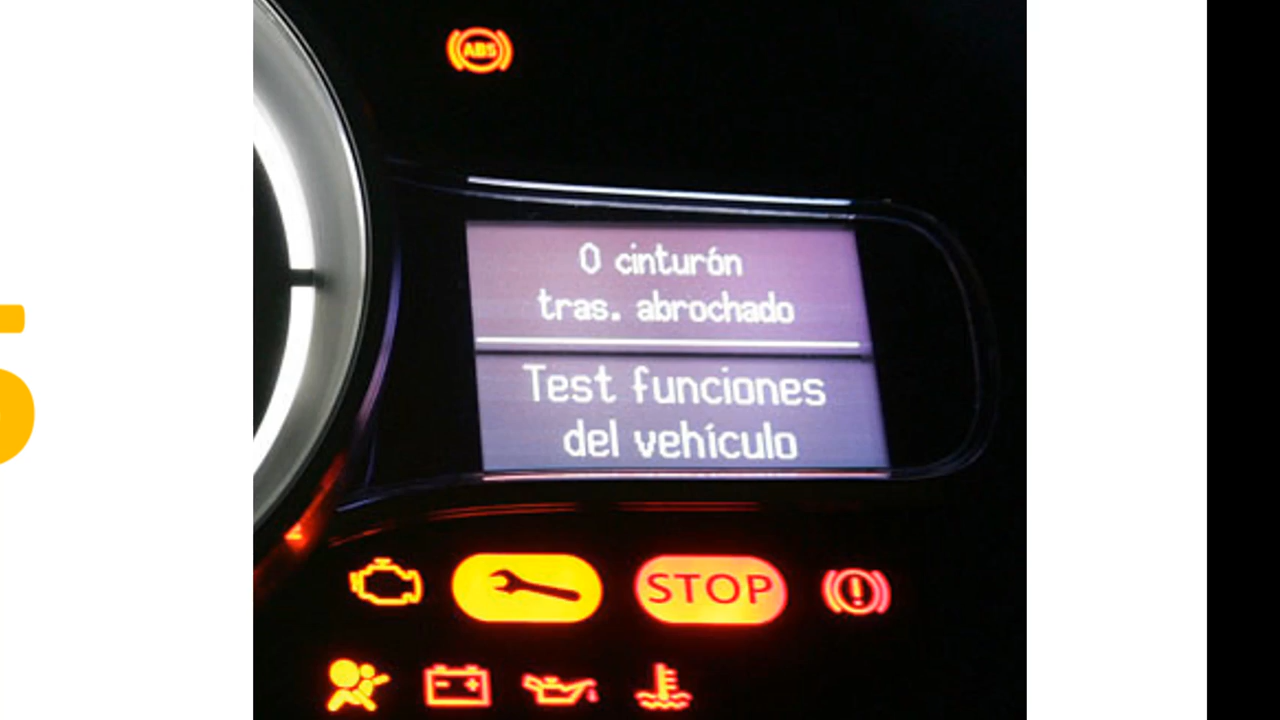 ABS
0 cinturón
tras. abrochado
Test funciones
del vehículo
STOP